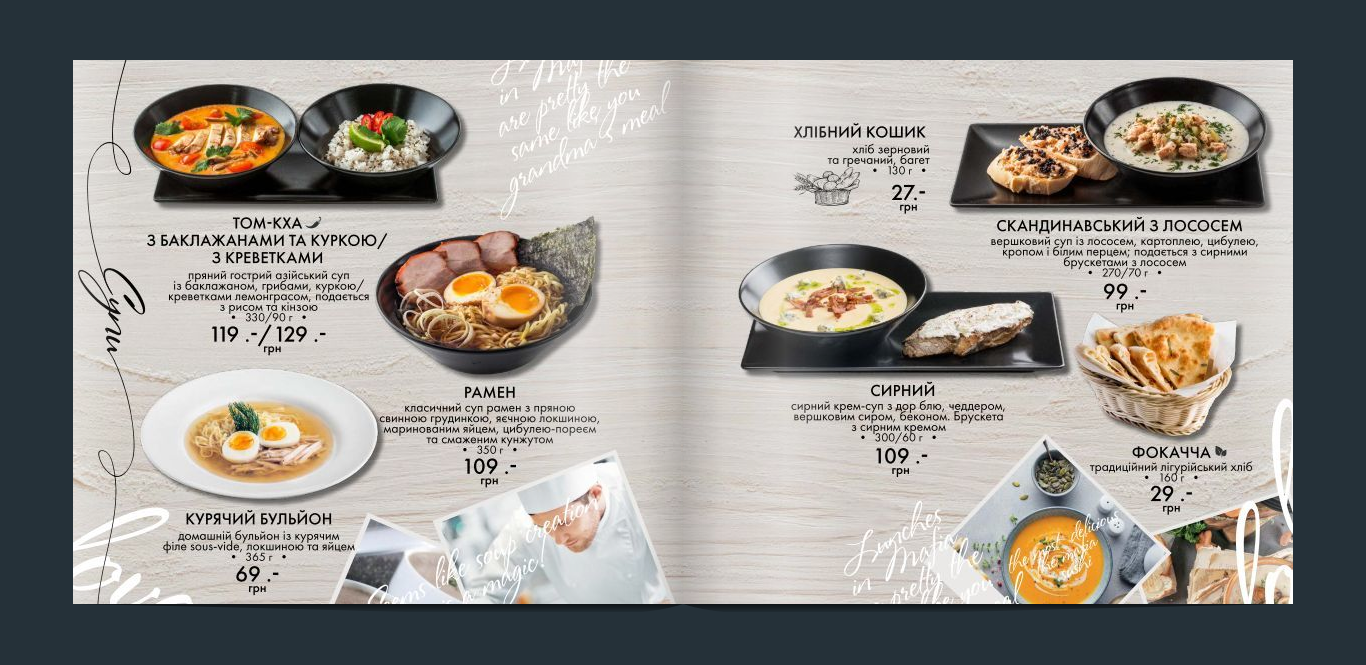 in
are pretty the
same like you
grandma's meal
Супи
ТОМ-КХА
З БАКЛАЖАНАМИ ТА КУРКОЮ/
З КРЕВЕТКАМИ
пряний гострий азійський суп
із баклажаном, грибами, куркою/
креветками лемонграсом, подається
з рисом та кінзою
• 330/90 г •
119 .-/129 .-
грн
РАМЕН
класичний суп рамен з пряною
свинною грудинкою, яєчною локшиною,
маринованим яйцем, цибулею-пореєм
та смаженим кунжутом
• 350 г •
109 .-
грн
КУРЯЧИЙ БУЛЬЙОН
домашній бульйон із курячим
філе sous-vide, локшиною та яйцем
• 365 г •
69 .-
грн
like soup creation
is a magic!
ХЛІБНИЙ КОШИК
хліб зерновий
та гречаний, багет
• 130 г •
27.-
грн
СКАНДИНАВСЬКИЙ З ЛОСОСЕМ
вершковий суп із лососем, картоплею, цибулею,
кропом і білим перцем; подається з сирними
брускетами з лососем
• 270/70 г •
99 .-
грн
СИРНИЙ
сирний крем-суп з дор блю, чеддером,
вершковим сиром, беконом. Брускета
з сирним кремом
• 300/60 г •
109 .-
грн
ФОКАЧЧА
традиційний лігурійський хліб
• 160 г •
29 .-
грн
Lunches
in Mafia
pretty the
like you
the most delicious
the mafia
sushi